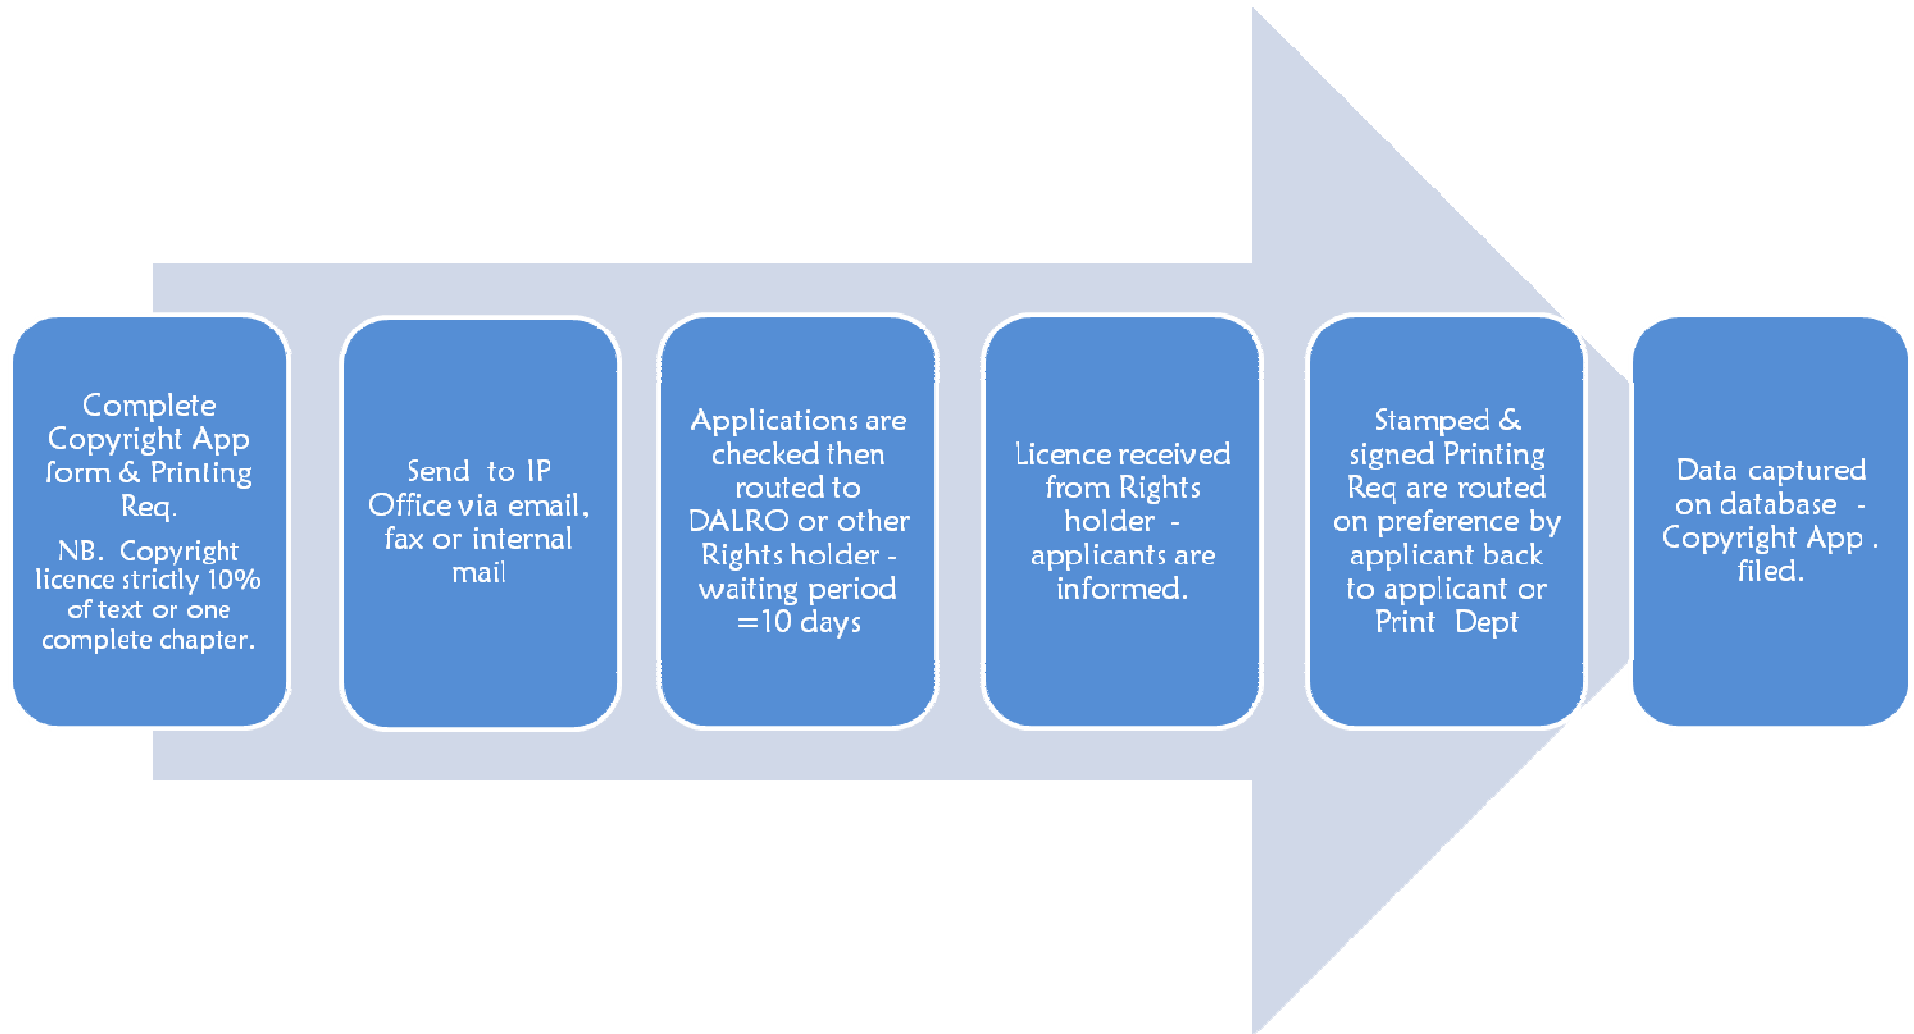 Complete
Copyright App
form & Printing
Req.
NB. Copyright
licence strictly 10%
of text or one
complete chapter.
Send to IP
Office via email,
fax or internal
mail
Applications are
checked then
routed to
DALRO or other
Rights holder -
waiting period
=10 days
Licence received
from Rights
holder -
applicants are
informed.
Stamped &
signed Printing
Req are routed
on preference by
applicant back
to applicant or
Print Dept
Data captured
on database -
Copyright App .
filed.